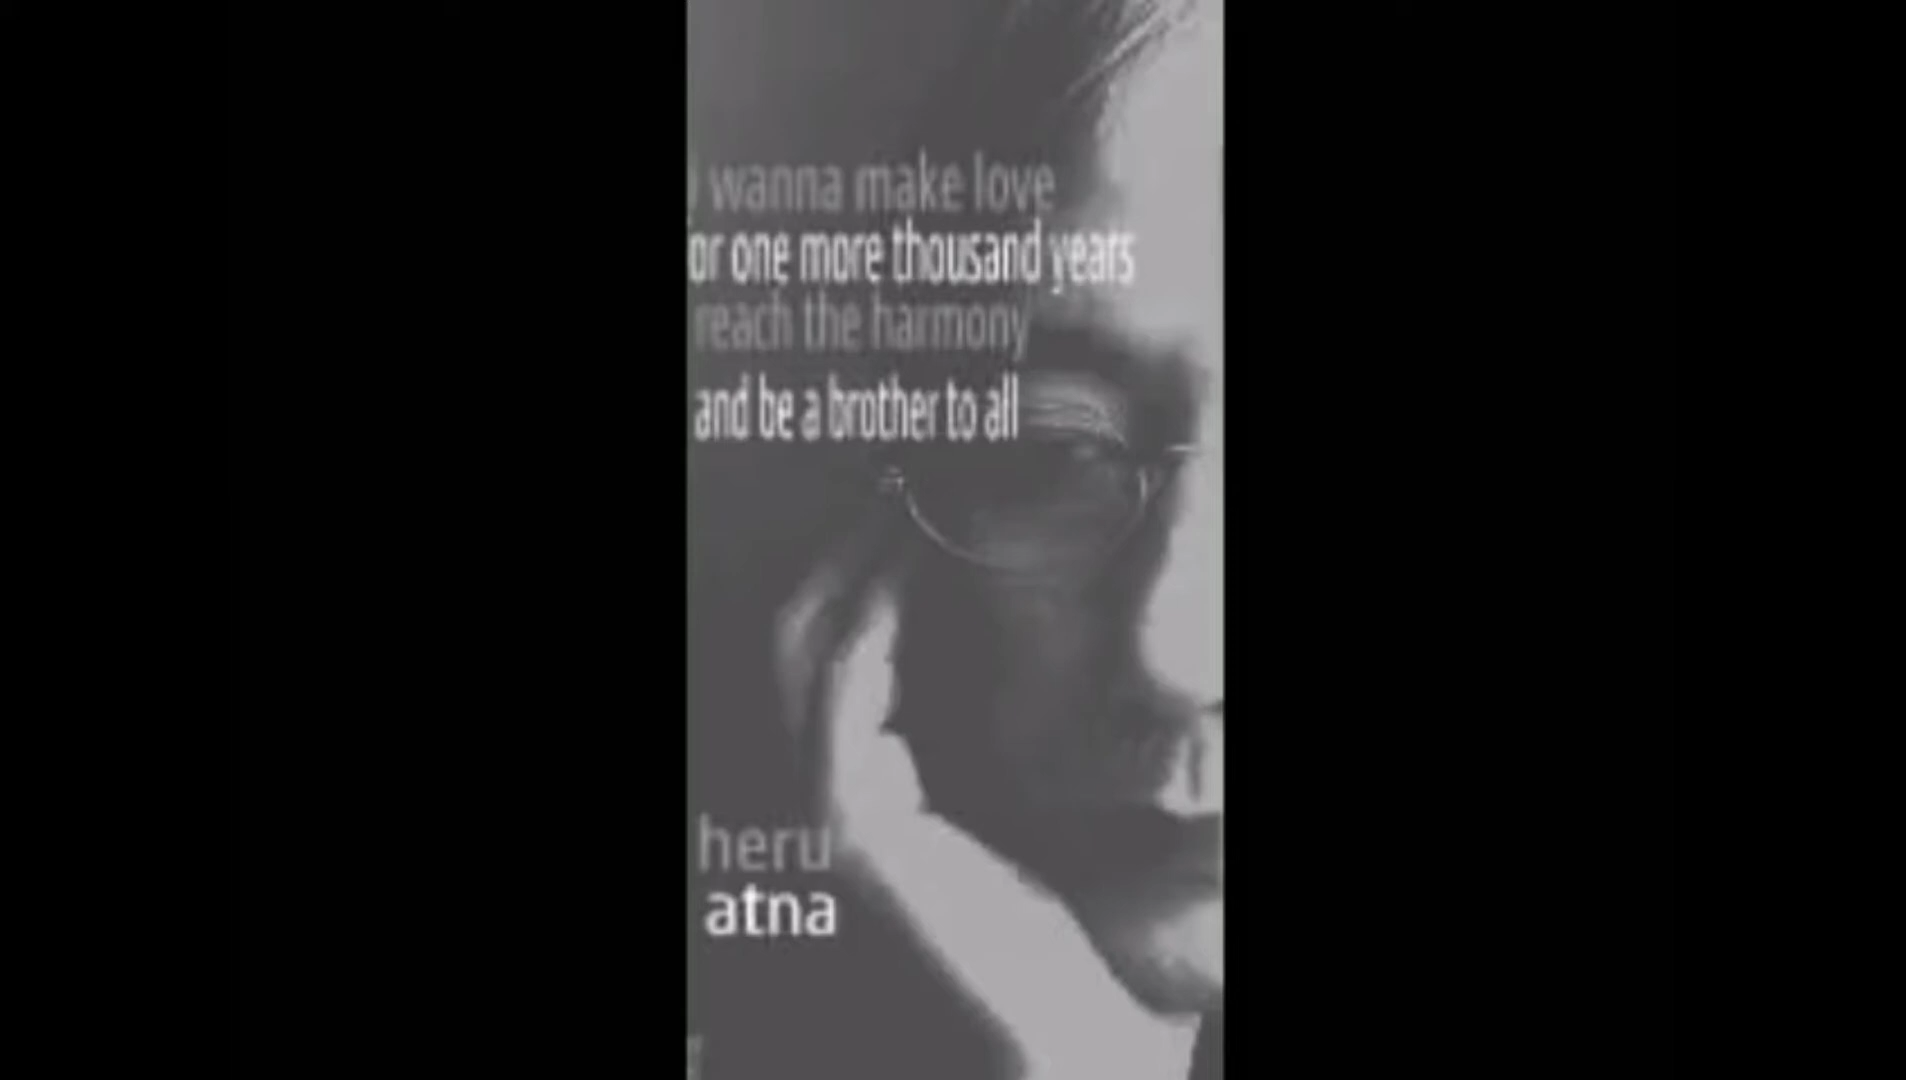 wanna make love
or one more thousand years
reach the harmony
and be a brother to all
heru
atna